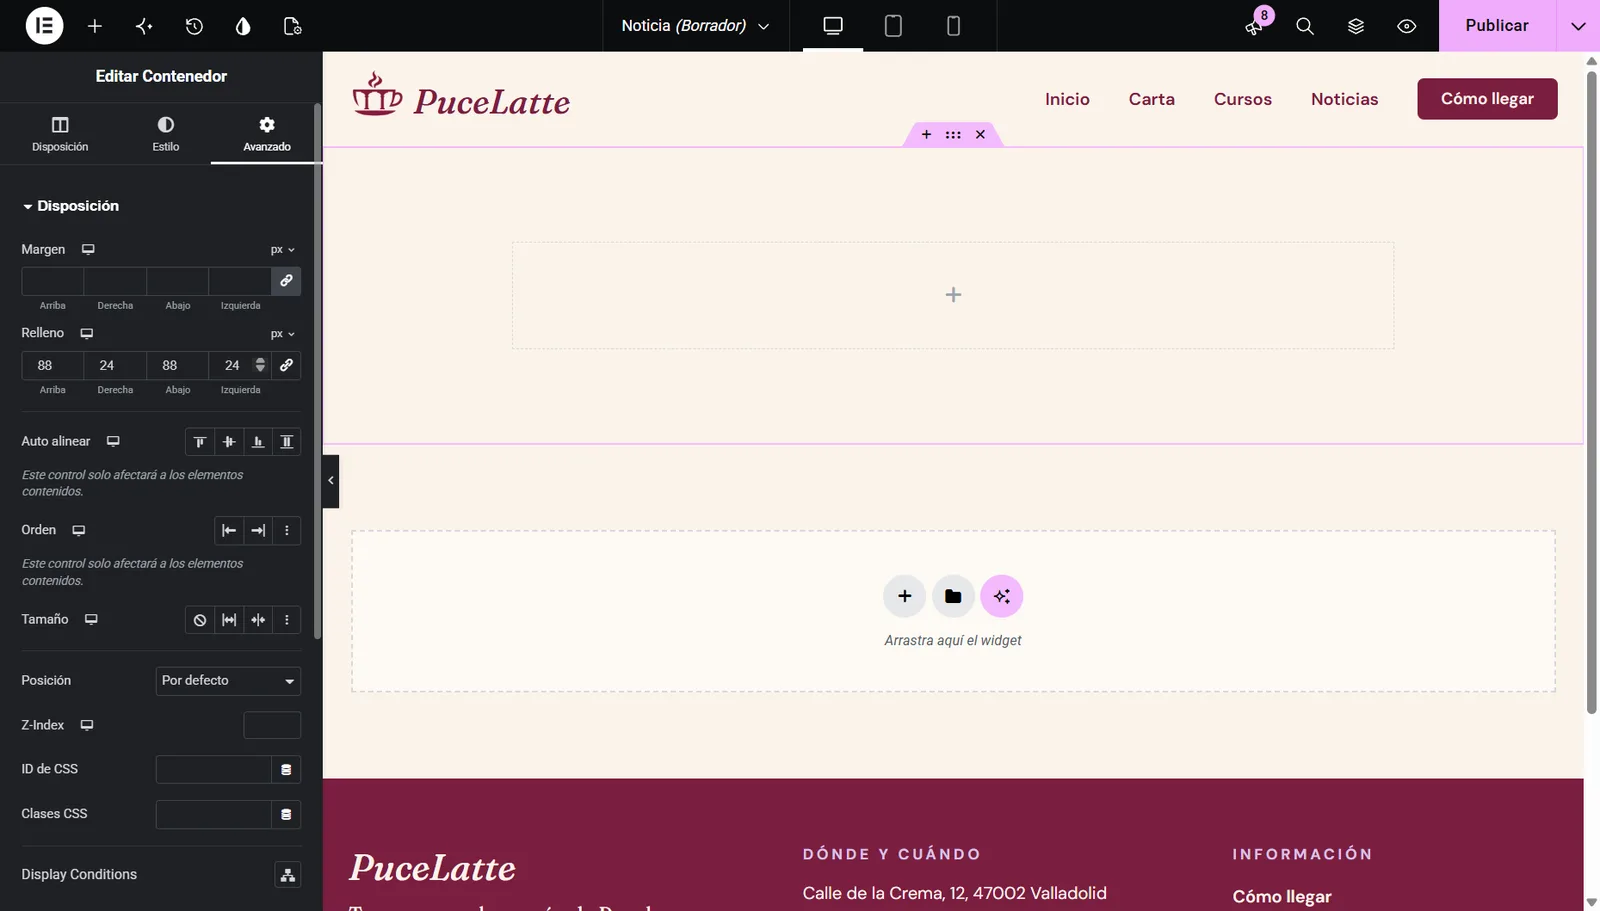 Noticia (Borrador)
8
Publicar
Editar Contenedor
Disposición
Estilo
Avanzado
PuceLatte
Inicio
Carta
Cursos
Noticias
Cómo llegar
Disposición
Margen
px
Arriba
Derecha
Abajo
Izquierda
Relleno
px
88
24
88
24
Arriba
Derecha
Abajo
Izquierda
Auto alinear
Este control solo afectará a los elementos
contenidos.
Orden
Este control solo afectará a los elementos
contenidos.
Tamaño
Posición
Por defecto
Z-Index
ID de CSS
Clases CSS
Display Conditions
Arrastra aquí el widget
PuceLatte
DÓNDE Y CUÁNDO
Calle de la Crema, 12, 47002 Valladolid
INFORMACIÓN
Cómo llegar